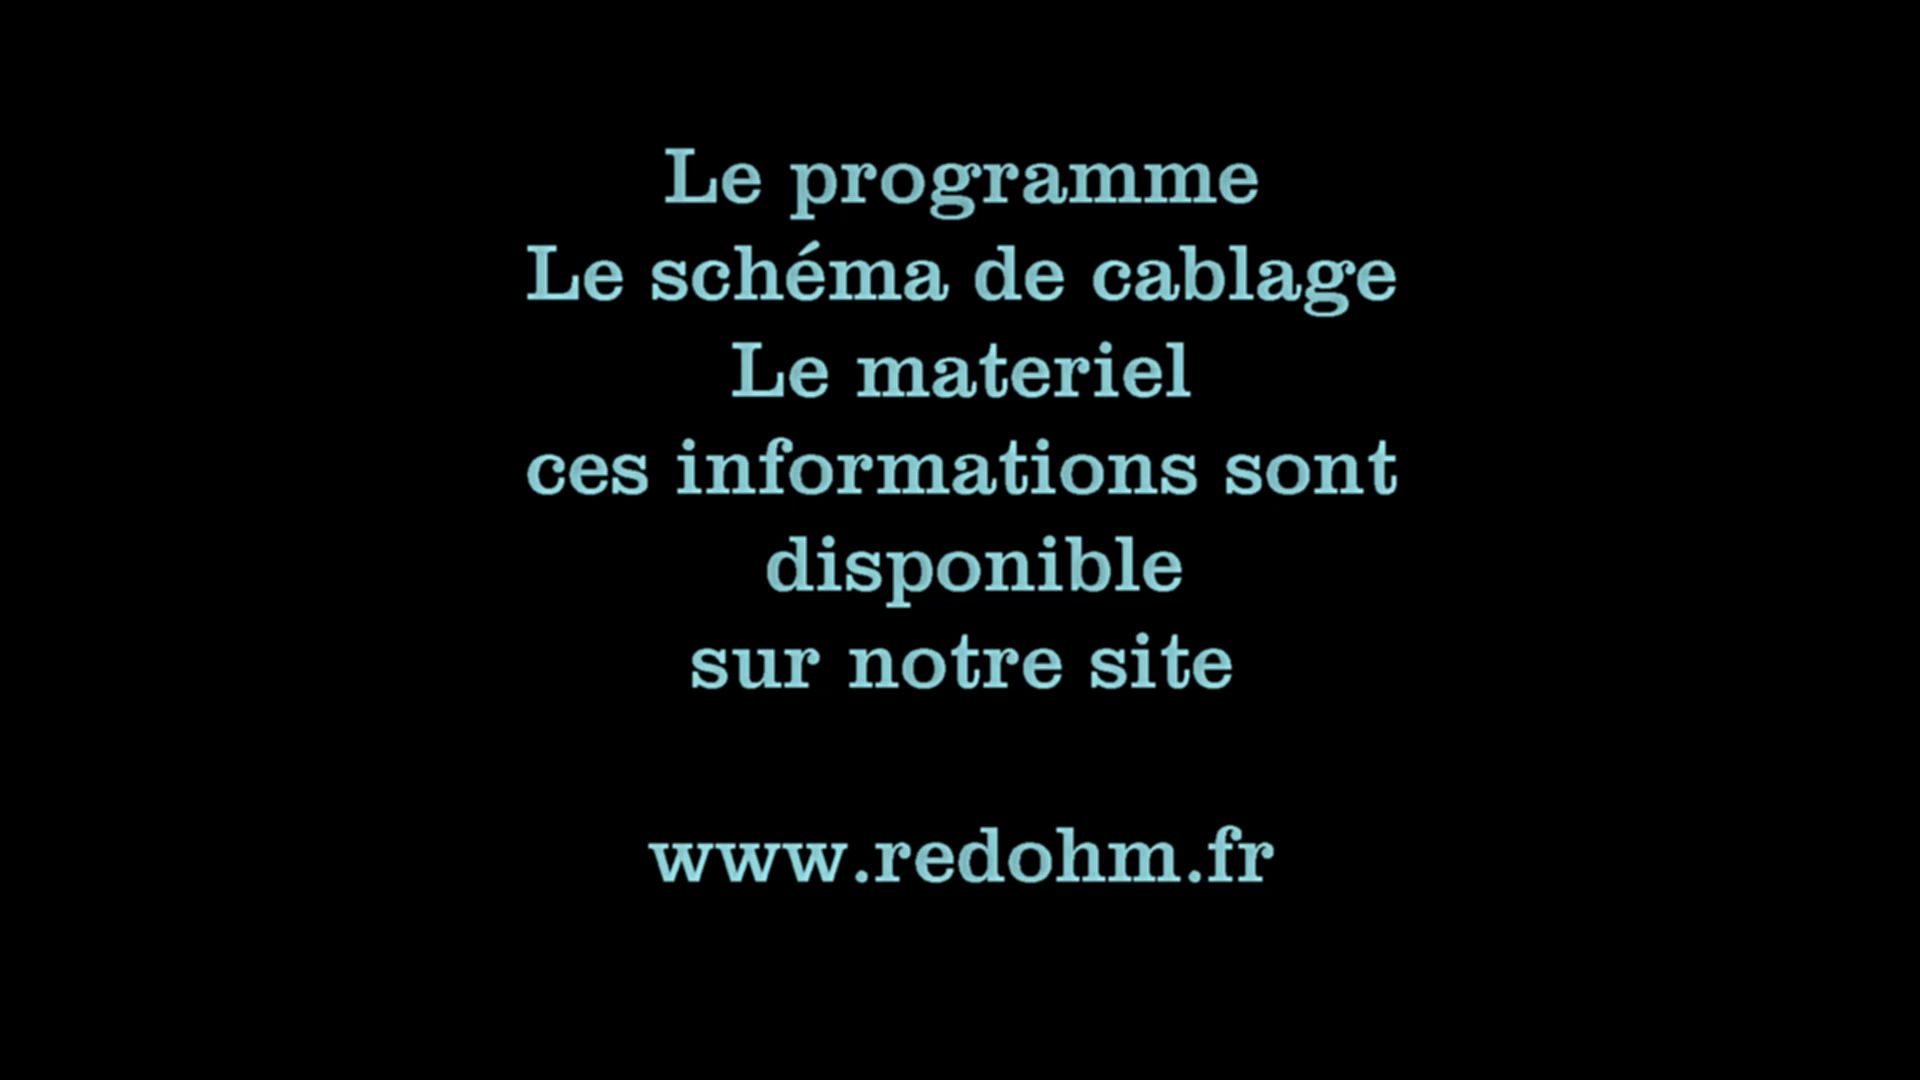 Le programme
Le schéma de cablage
Le materiel
ces informations sont
disponible
sur notre site
www.redohm.fr